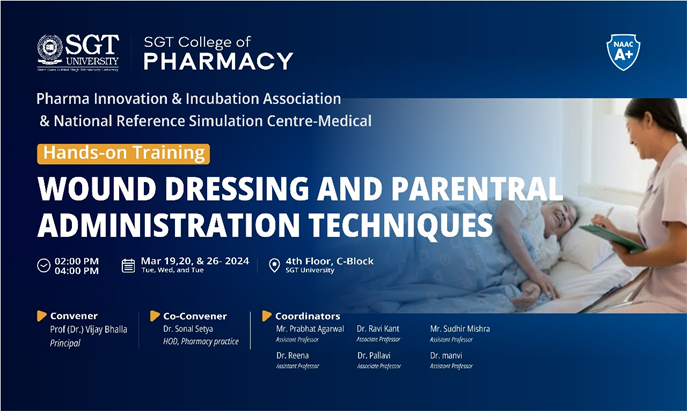 SGT
UNIVERSITY
SGT College of
PHARMACY
NAAC
A+
Pharma Innovation & Incubation Association
& National Reference Simulation Centre-Medical
Hands-on Training
WOUND DRESSING AND PARENTRAL
ADMINISTRATION TECHNIQUES
02:00 PM
04:00 PM
Mar 19,20, & 26- 2024
Tue, Wed, and Tue
4th Floor, C-Block
SGT University
Convener
Prof (Dr.) Vijay Bhalla
Principal
Co-Convener
Dr. Sonal Setya
HOD, Pharmacy practice
Coordinators
Mr. Prabhat Agarwal Dr. Ravi Kant Mr. Sudhir Mishra
Assistant Professor Associate Professor Assistant Professor
Dr. Reena Dr. Pallavi Dr. manvi
Assistant Professor Associate Professor Assistant Professor